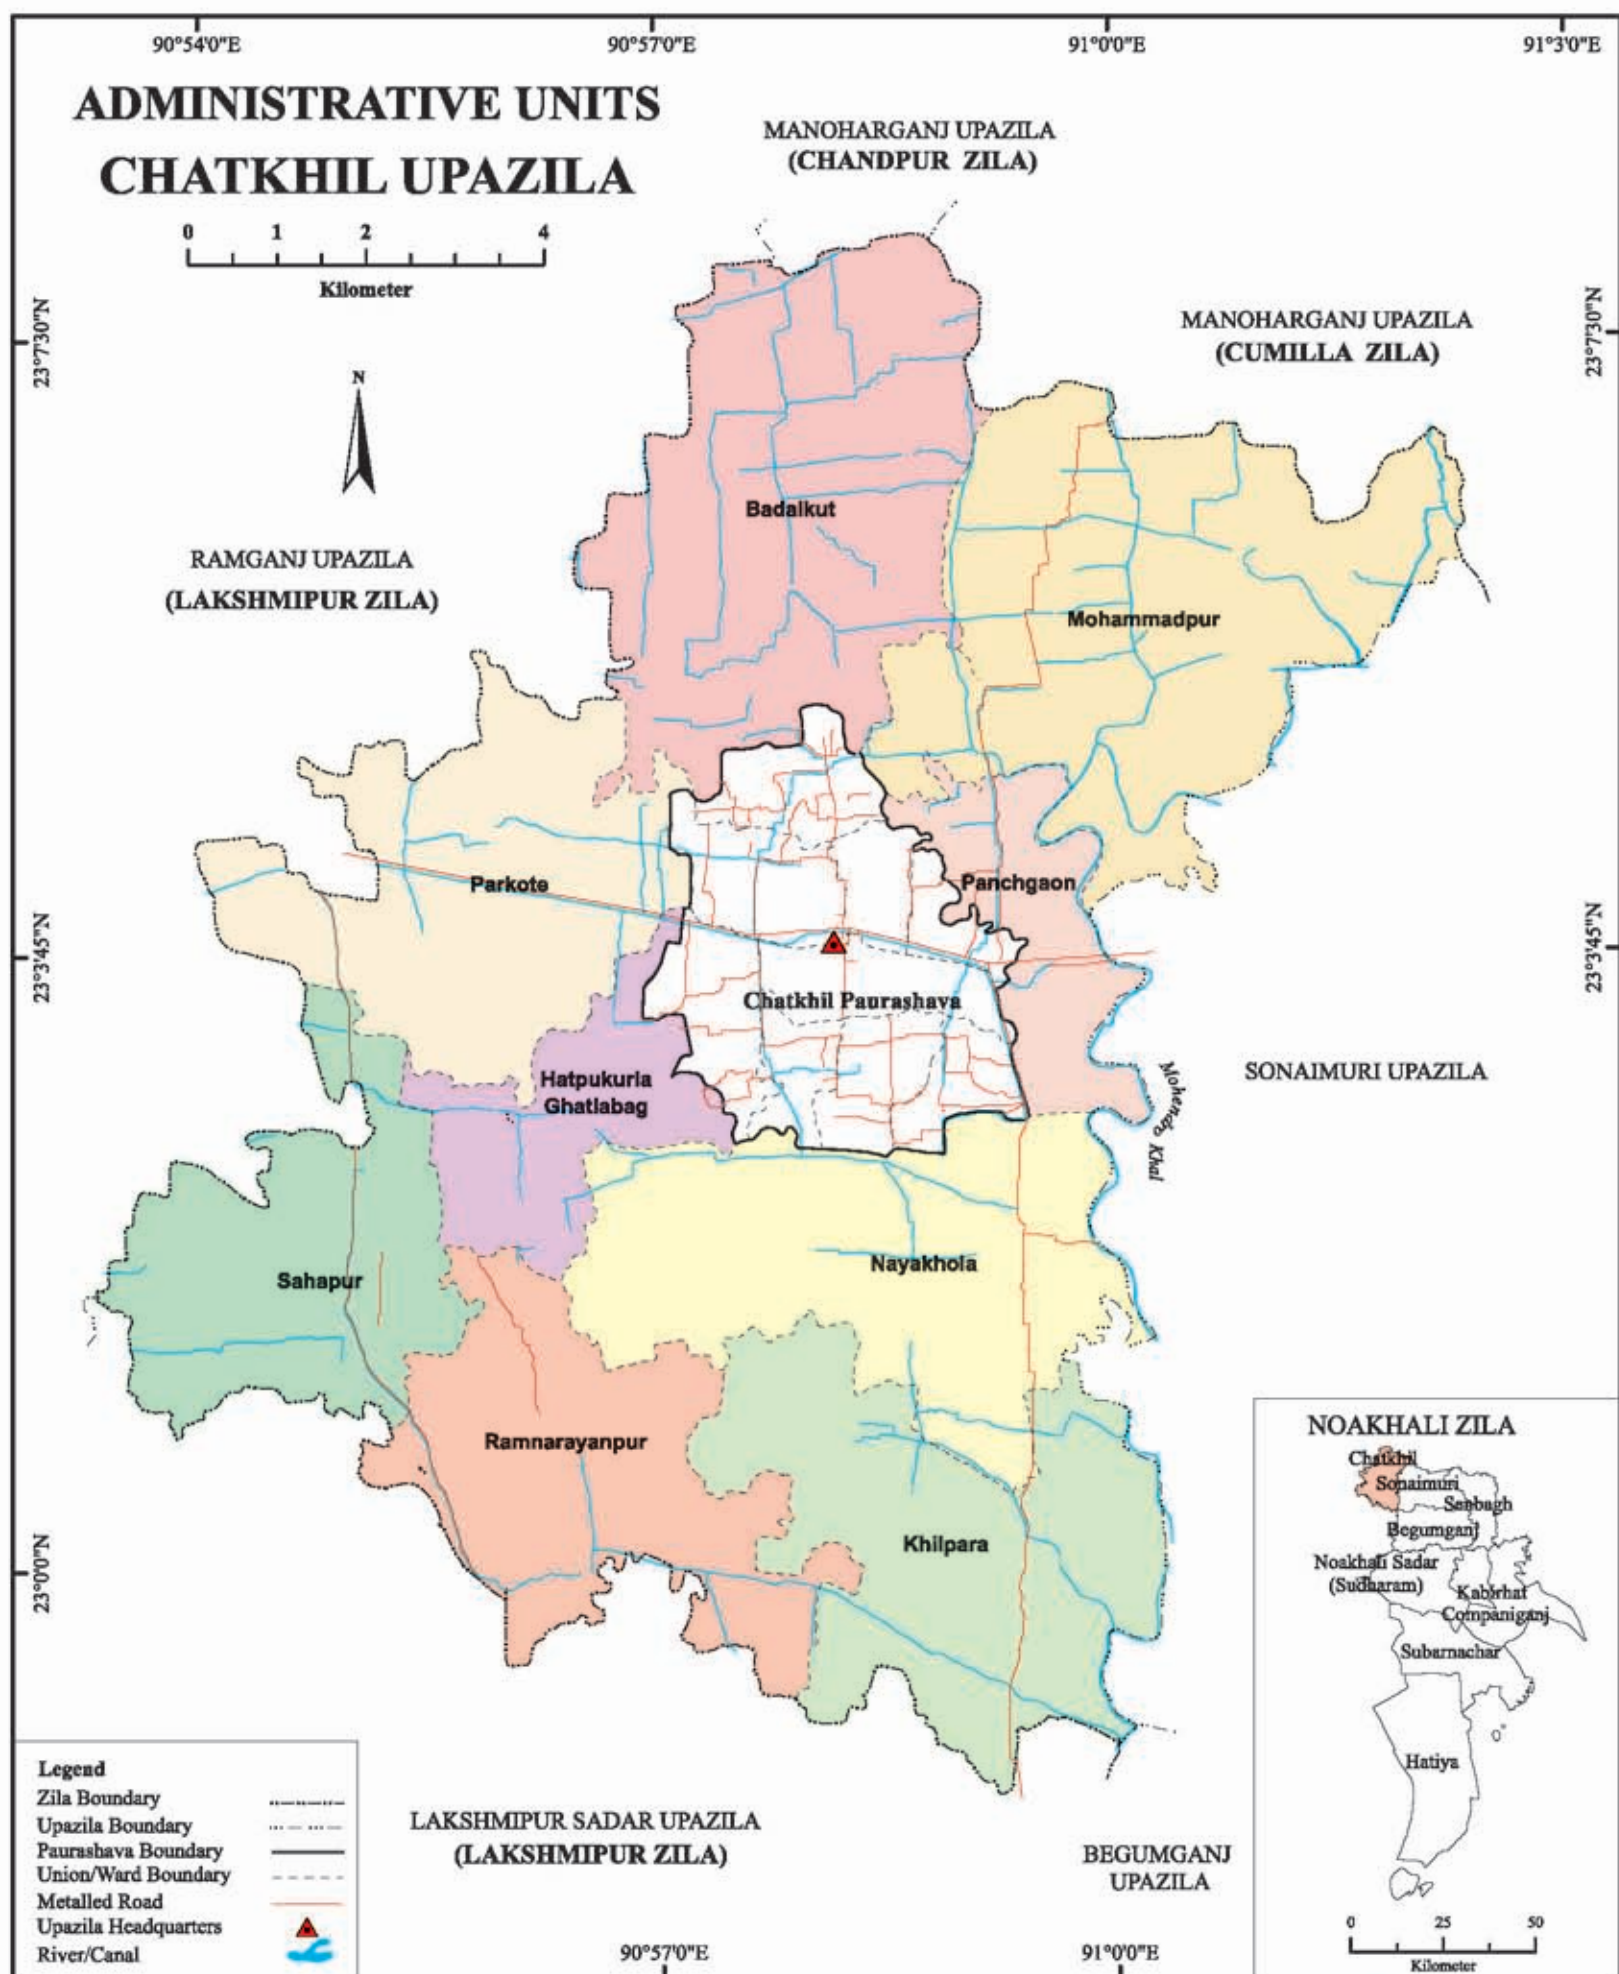 90°54'0"E
90°57'0"E
91°0'0"E
91°3'0"E
ADMINISTRATIVE UNITS
CHATKHIL UPAZILA
0 1 2 4
Kilometer
N
MANOHARGANJ UPAZILA
(CHANDPUR ZILA)
MANOHARGANJ UPAZILA
(CUMILLA ZILA)
23°7'30"N
23°7'30"N
RAMGANJ UPAZILA
(LAKSHMIPUR ZILA)
Badalkut
Mohammadpur
Parkote
Panchgaon
23°3'45"N
23°3'45"N
Chatkhil Paurashava
Hatpukuria
Ghatlabag
SONAIMURI UPAZILA
Mohendro Khal
Nayakhola
Sahapur
Ramnarayanpur
Khilpara
23°0'0"N
NOAKHALI ZILA
Chatkhil
Sonaimuri
Senbagh
Begumganj
Noakhali Sadar
(Sudharam)
Kabirhat
Companiganj
Subarnachar
Hatiya
0 25 50
Kilometer
Legend
Zila Boundary
Upazila Boundary
Paurashava Boundary
Union/Ward Boundary
Metalled Road
Upazila Headquarters
River/Canal
LAKSHMIPUR SADAR UPAZILA
(LAKSHMIPUR ZILA)
BEGUMGANJ
UPAZILA
90°57'0"E
91°0'0"E